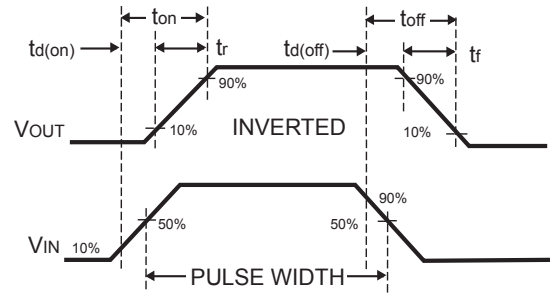 ton toff
td(on) tr td(off) tf
90% 90%
VOUT 10% INVERTED 10%
90%
50% 50%
VIN 10%
PULSE WIDTH